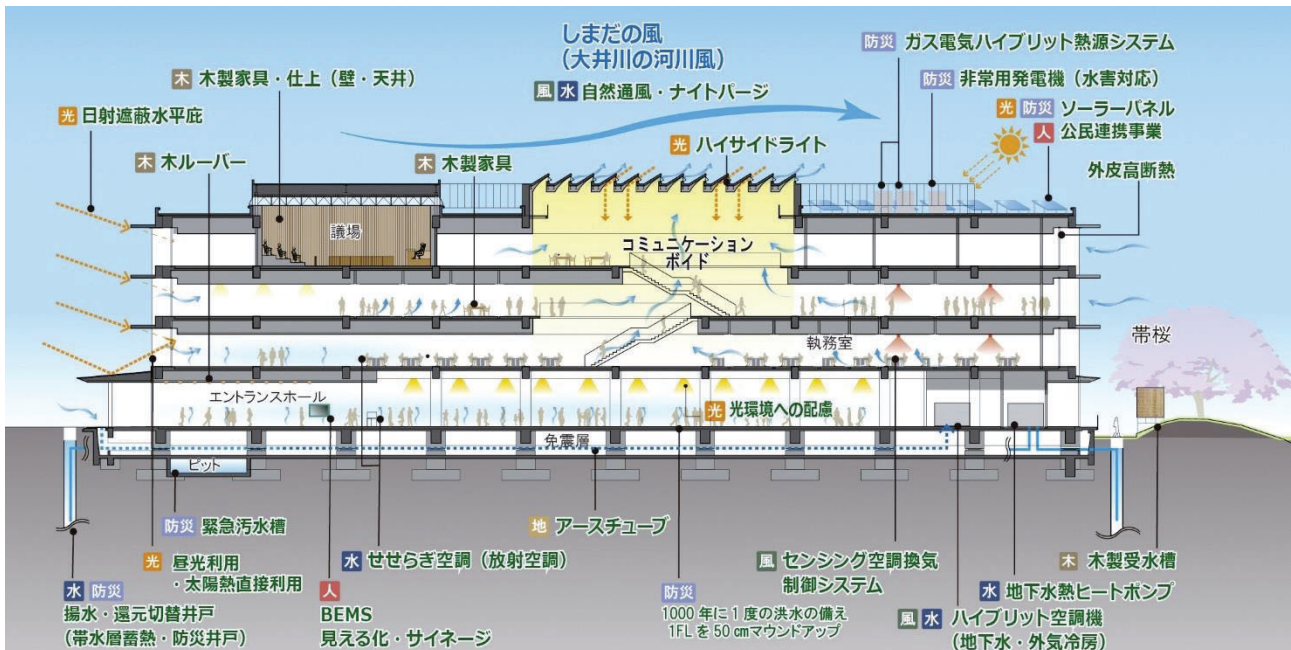 しまだの風
(大井川の河川風)
風 水 自然通風・ナイトパージ
防災 ガス電気ハイブリット熱源システム
防災 非常用発電機（水害対応）
光 防災 ソーラーパネル
人 公民連携事業
外皮高断熱
木 木製家具・仕上（壁・天井）
光 日射遮蔽水平庇
木 木ルーバー
木 木製家具
光 ハイサイドライト
議場
コミュニケーション
ボイド
執務室
帯桜
エントランスホール
光 光環境への配慮
免震層
ピット
防災 緊急汚水槽
地 アースチューブ
光 昼光利用
・太陽熱直接利用
水 せせらぎ空調（放射空調）
風 センシング空調換気
制御システム
木 木製受水槽
水 地下水熱ヒートポンプ
水 防災
揚水・還元切替井戸
(帯水層蓄熱・防災井戸)
人
BEMS
見える化・サイネージ
防災
1000年に1度の洪水の備え
1FLを50㎝マウンドアップ
風 水 ハイブリット空調機
(地下水・外気冷房)